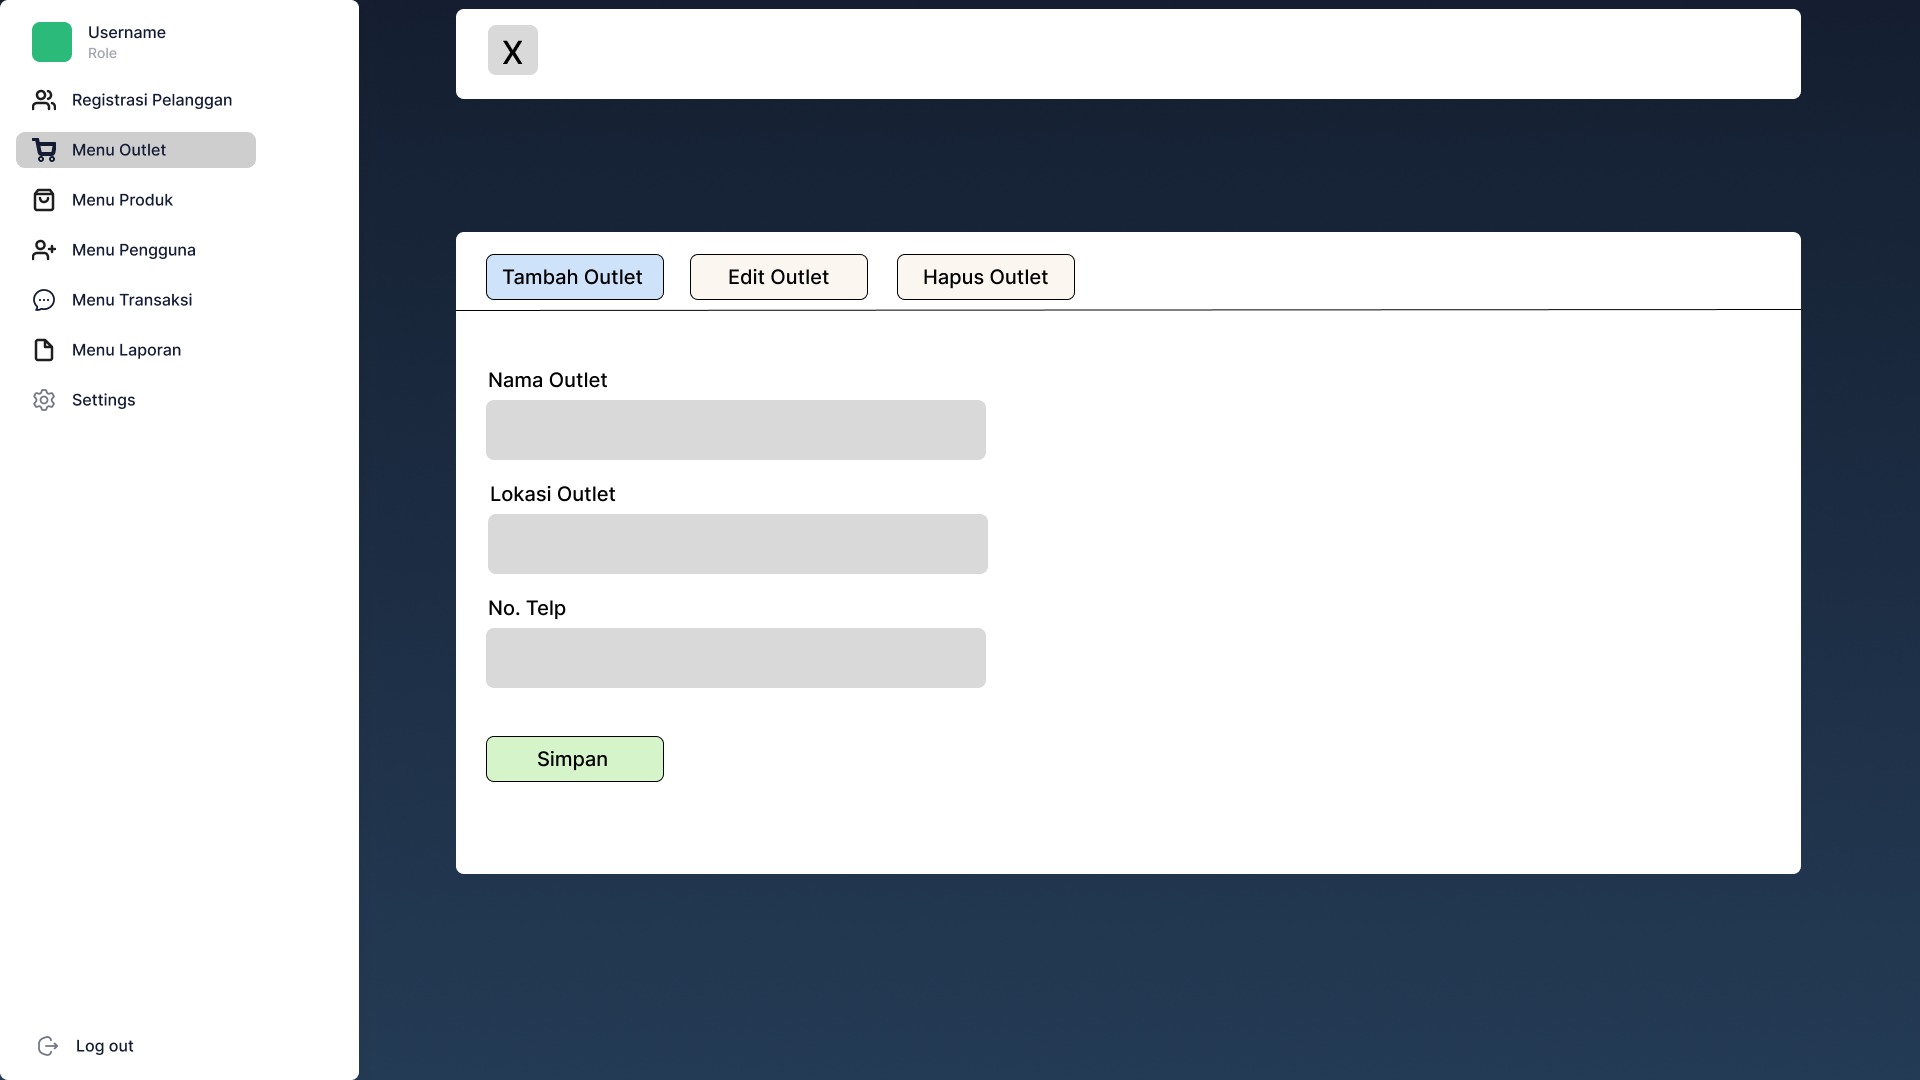 Username
Role
Registrasi Pelanggan
Menu Outlet
Menu Produk
Menu Pengguna
Menu Transaksi
Menu Laporan
Settings
Log out
X
Tambah Outlet
Edit Outlet
Hapus Outlet
Nama Outlet
Lokasi Outlet
No. Telp
Simpan